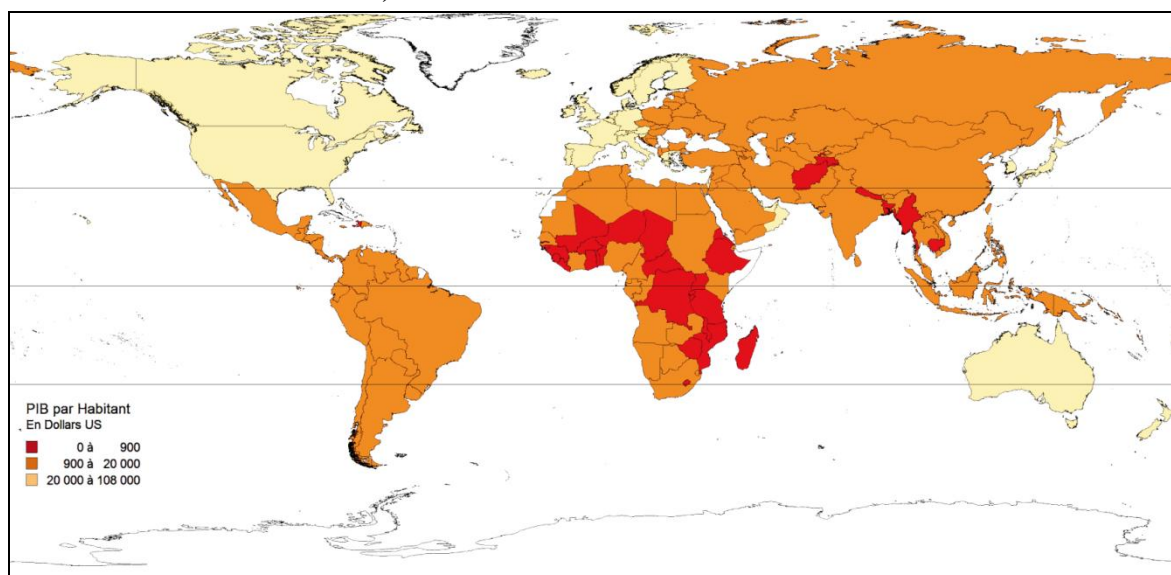 PIB par Habitant
En Dollars US
0 à 900
900 à 20 000
20 000 à 108 000